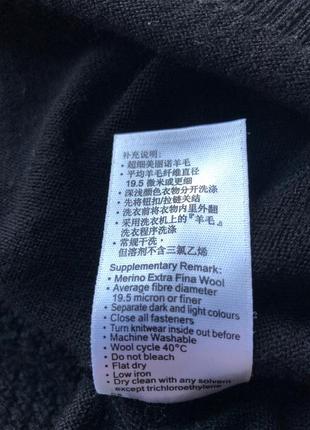 补充说明:
• 超细美丽诺羊毛
• 平均羊毛纤维直径
19.5 微米或更细
• 深浅颜色衣物分开洗涤
• 先将钮扣/拉链关结
• 洗衣前将衣物内里外翻
• 采用洗衣机上的『羊毛』
洗衣程序洗涤
• 常规干洗,
但溶剂不含三氯乙烯
Supplementary Remark:
• Merino Extra Fina Wool
• Average fibre diameter
19.5 micron or finer
• Separate dark and light colours
• Close all fasteners
• Turn knitwear inside out before
• Machine Washable
• Wool cycle 40°C
• Do not bleach
• Flat dry
• Low iron
• Dry clean with any solvent
except trichloroethylene